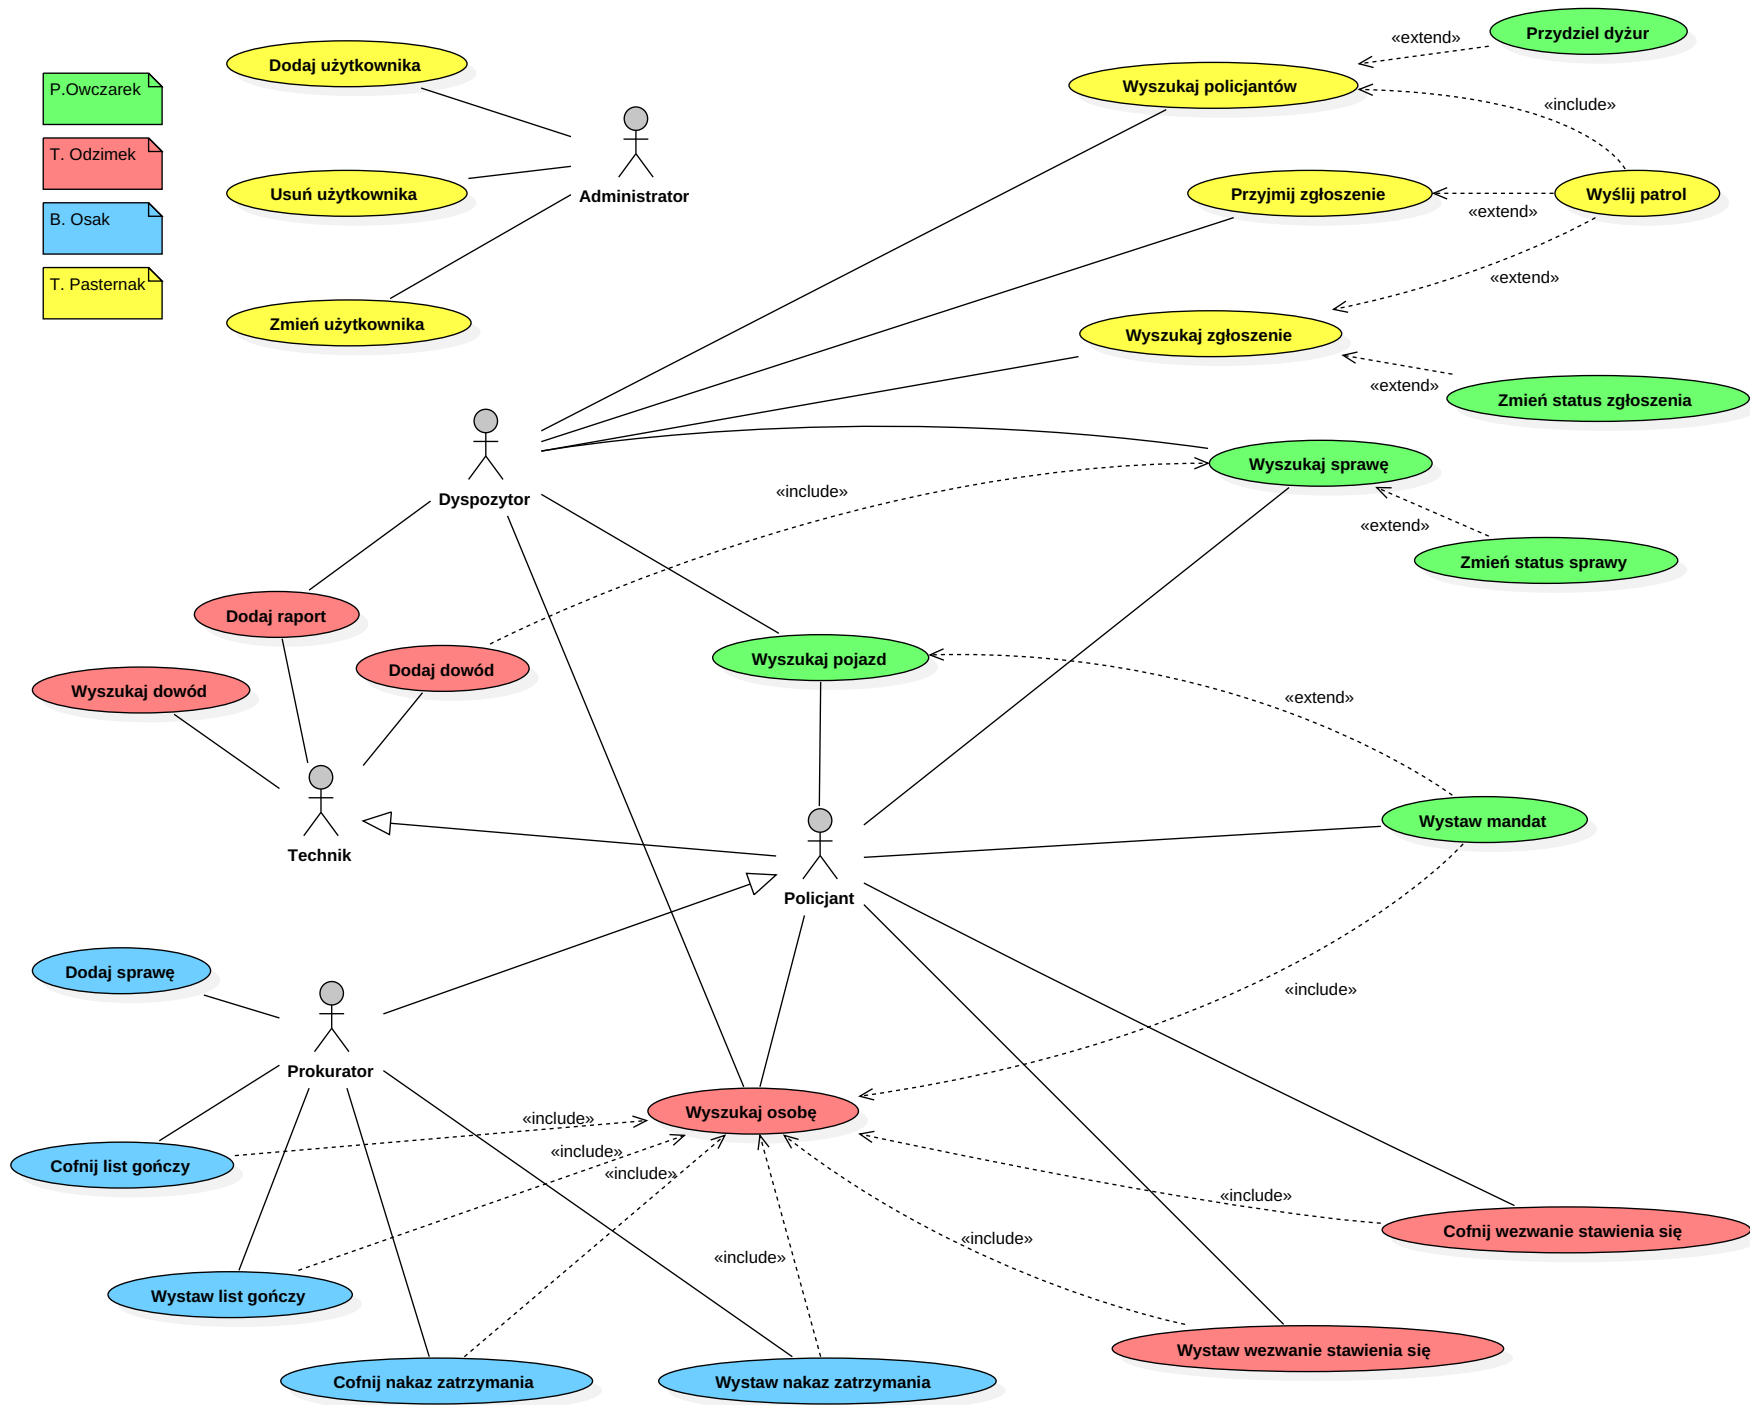 Przydziel dyżur
«extend»
Dodaj użytkownika
Wyszukaj policjantów
P.Owczarek
«include»
T. Odzimek
Administrator
Usuń użytkownika
Przyjmij zgłoszenie
Wyślij patrol
«extend»
B. Osak
T. Pasternak
«extend»
Zmień użytkownika
Wyszukaj zgłoszenie
«extend»
Zmień status zgłoszenia
Wyszukaj sprawę
Dyspozytor
«include»
«extend»
Zmień status sprawy
Dodaj raport
Wyszukaj dowód
Dodaj dowód
Wyszukaj pojazd
«extend»
Wystaw mandat
Technik
Policjant
Dodaj sprawę
«include»
Prokurator
Wyszukaj osobę
«include»
«include»
«include»
Cofnij list gończy
«include»
Cofnij wezwanie stawienia się
«include»
«include»
Wystaw list gończy
Wystaw wezwanie stawienia się
Cofnij nakaz zatrzymania
Wystaw nakaz zatrzymania